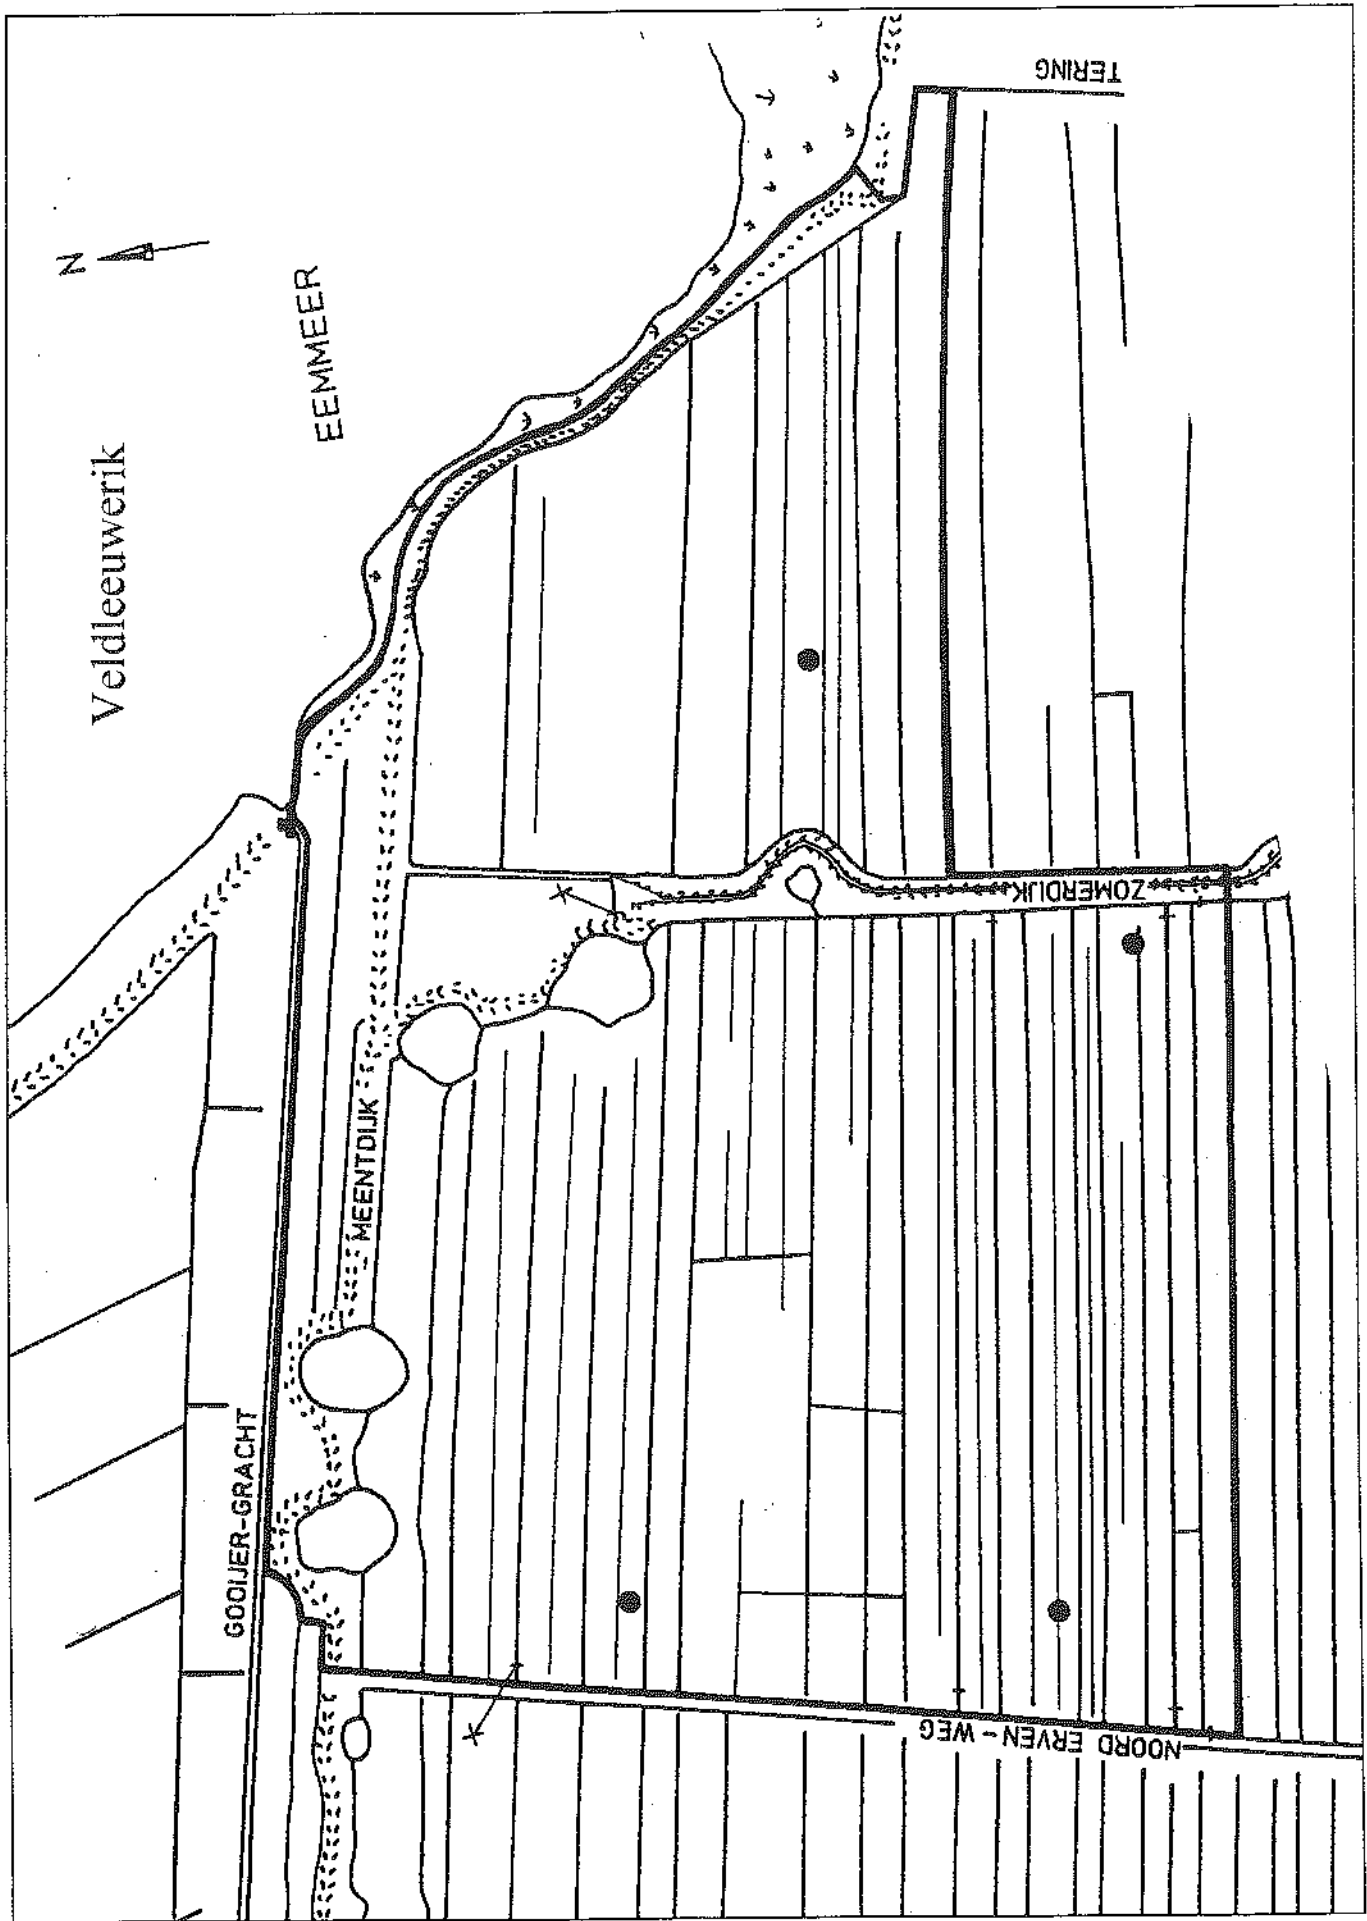 Veldleeuwerik
N
EEMMEER
TERING
ZOMERDIJK
MEENTDIJK
GOOIJER-GRACHT
NOORD ERVEN-WEG